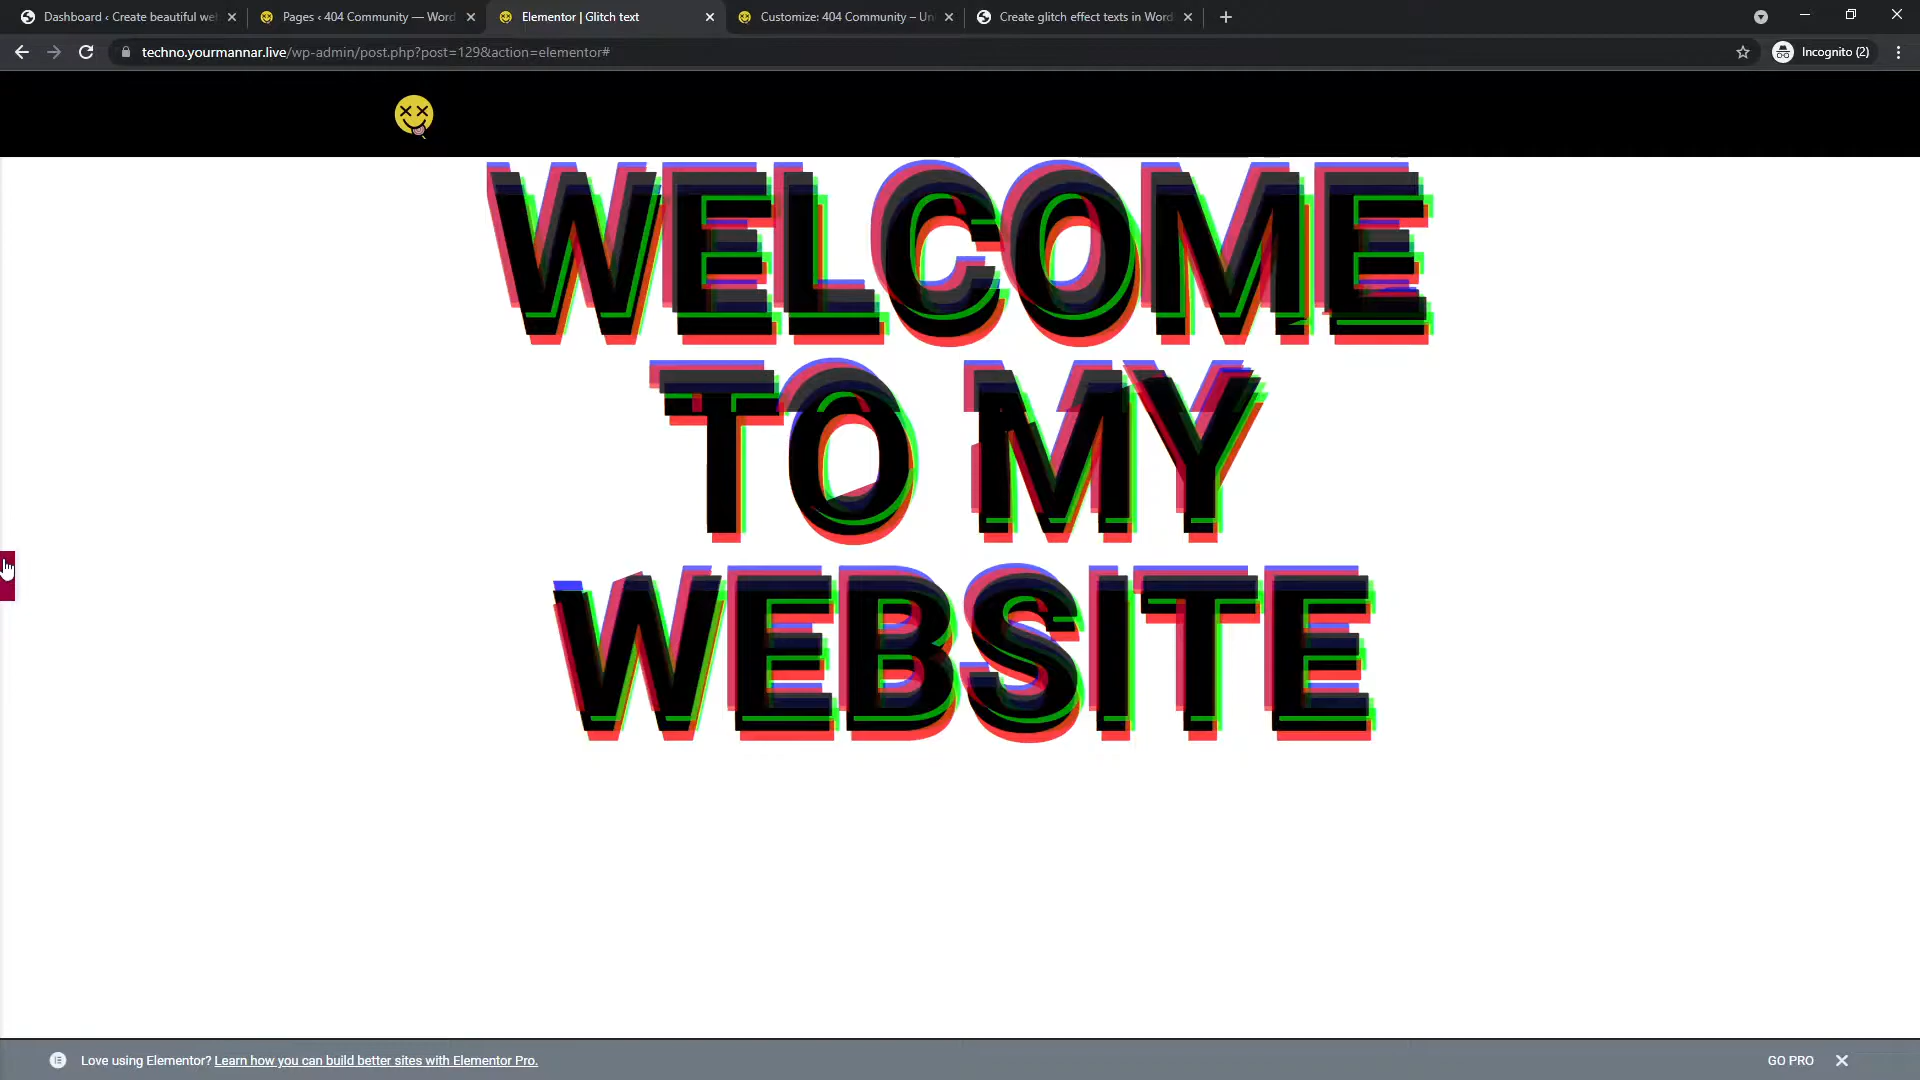 Dashboard ‹ Create beautiful we
Pages ‹ 404 Community — Word
Elementor | Glitch text
Customize: 404 Community – Un
Create glitch effect texts in Word
techno.yourmannar.live/wp-admin/post.php?post=129&action=elementor#
Incognito (2)
WELCOME
TO MY
WEBSITE
Love using Elementor? Learn how you can build better sites with Elementor Pro.
GO PRO